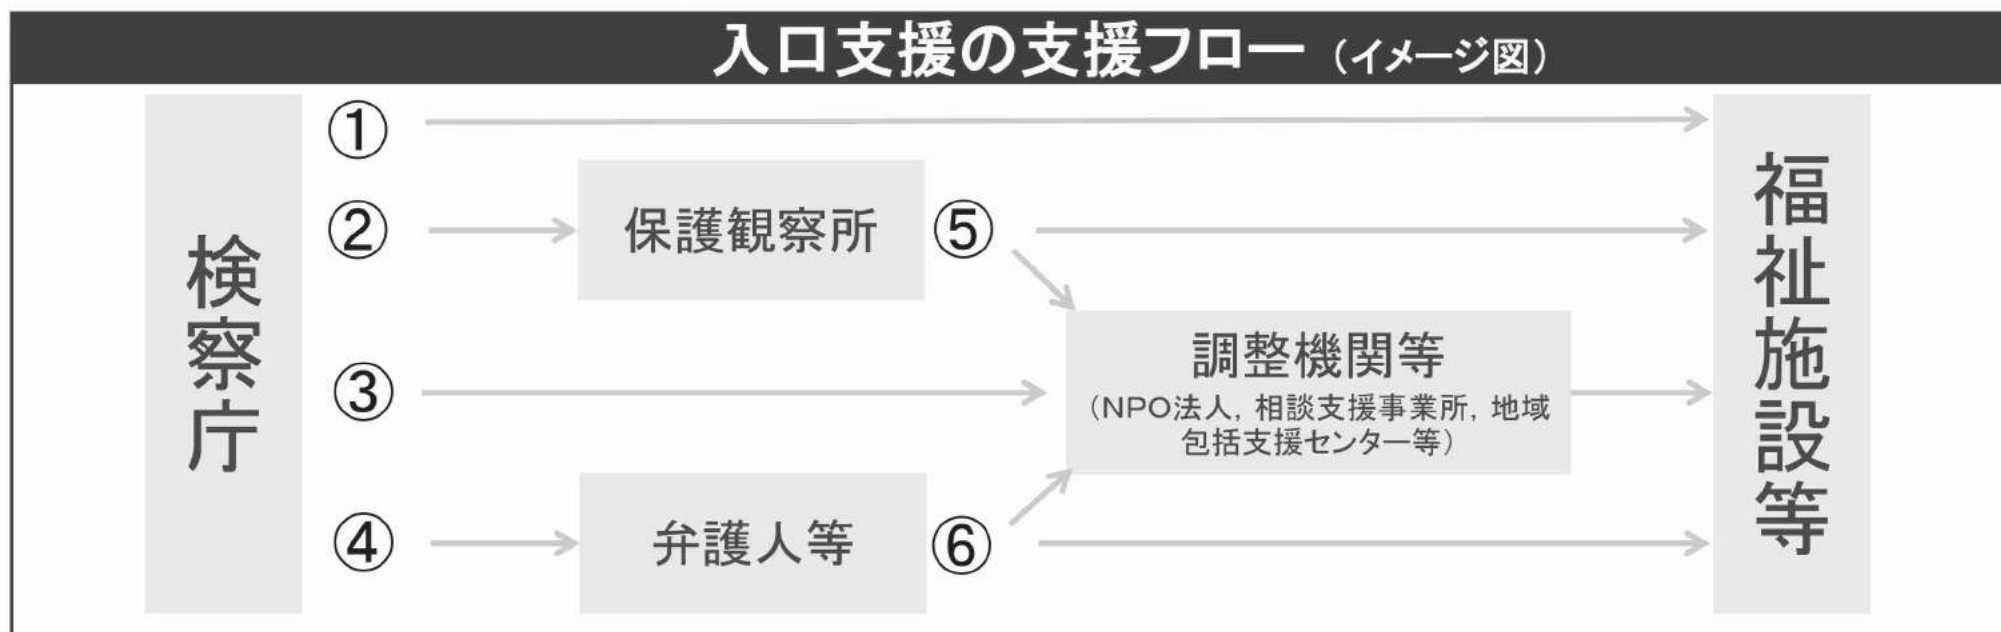 入口支援の支援フロー（イメージ図）
検察庁
①
②
保護観察所
⑤
③
調整機関等
（NPO法人，相談支援事業所，地域
包括支援センター等）
④
弁護人等
⑥
福祉施設等